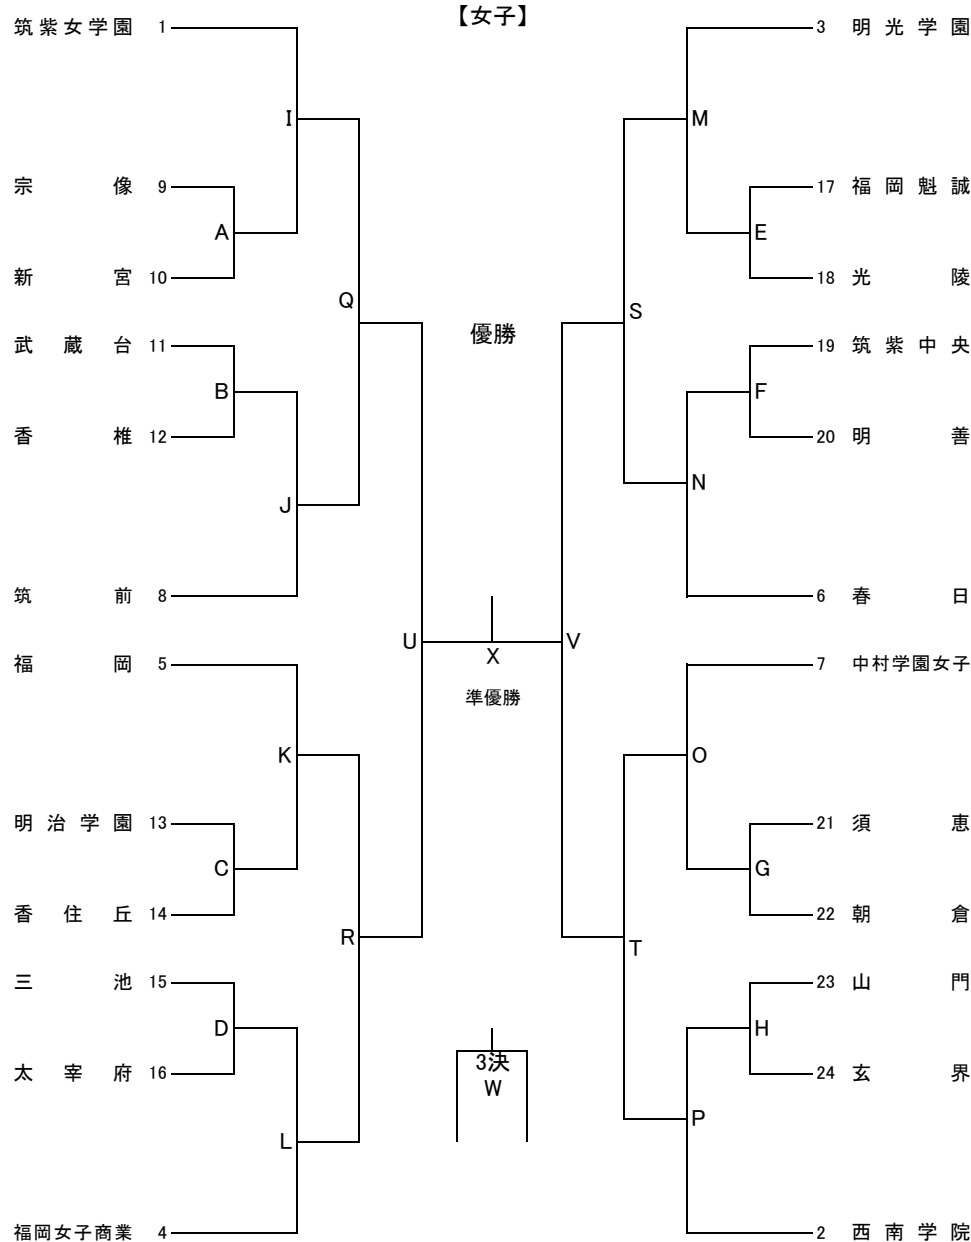 【女子】
筑紫女学園 1
3 明光学園
I
M
宗像 9
17 福岡魁誠
A
E
新宮 10
18 光陵
Q
S
優勝
武蔵台 11
19 筑紫中央
B
F
香椎 12
20 明善
J
N
筑前 8
6 春日
U
X
V
福岡 5
7 中村学園女子
準優勝
K
O
明治学園 13
21 須恵
C
G
香住丘 14
22 朝倉
R
T
三池 15
23 山門
D
H
3決
W
太宰府 16
24 玄界
L
P
福岡女子商業 4
2 西南学院